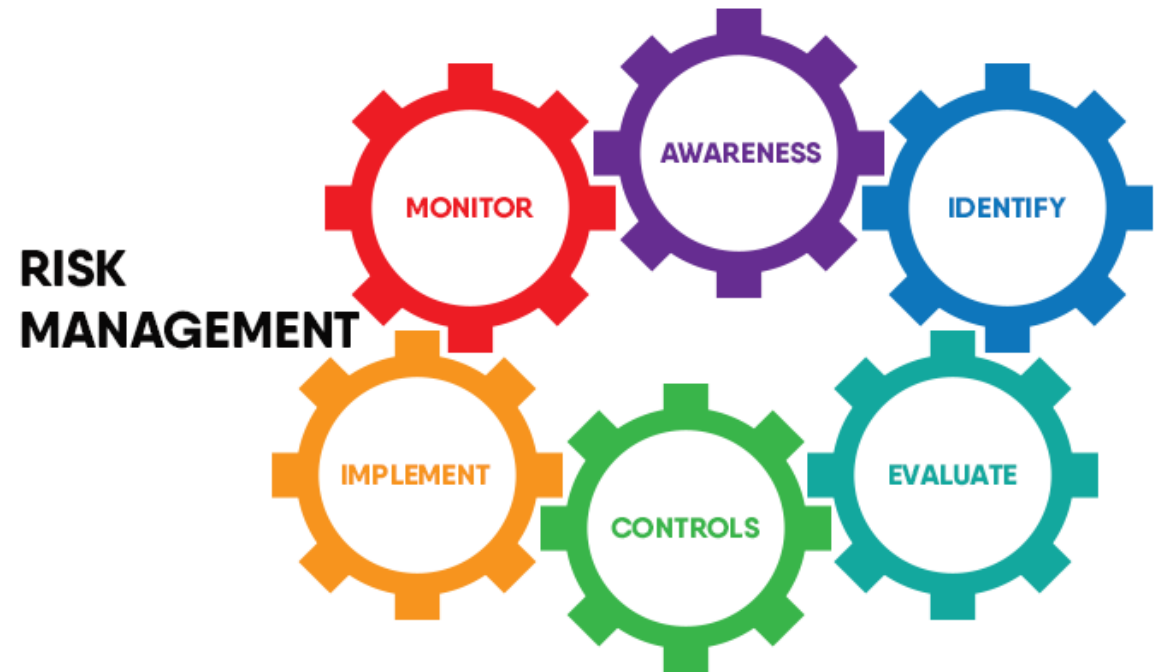 RISK
MANAGEMENT
AWARENESS
MONITOR
IDENTIFY
IMPLEMENT
EVALUATE
CONTROLS